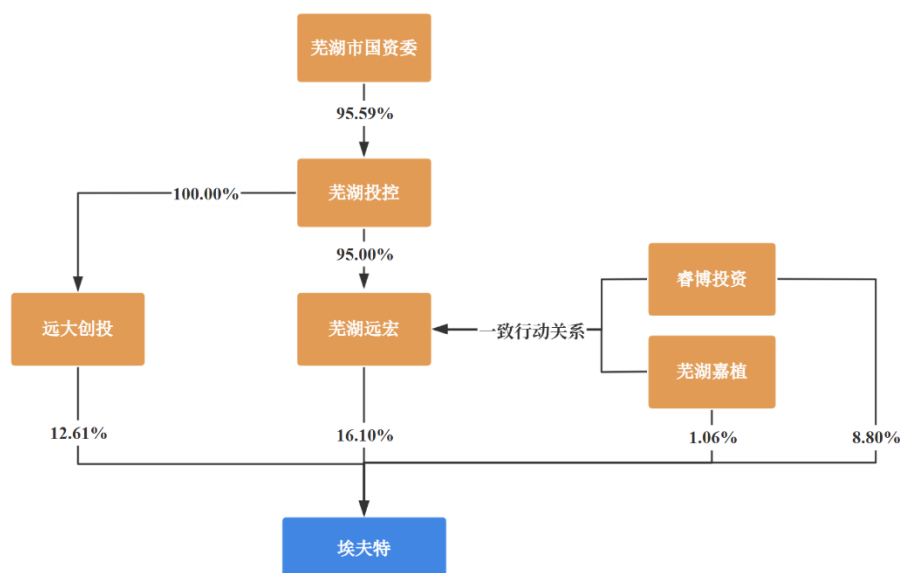 芜湖市国资委
95.59%
芜湖投控
100.00%
95.00%
睿博投资
远大创投
芜湖远宏
一致行动关系
芜湖嘉植
12.61%
16.10%
1.06%
8.80%
埃夫特